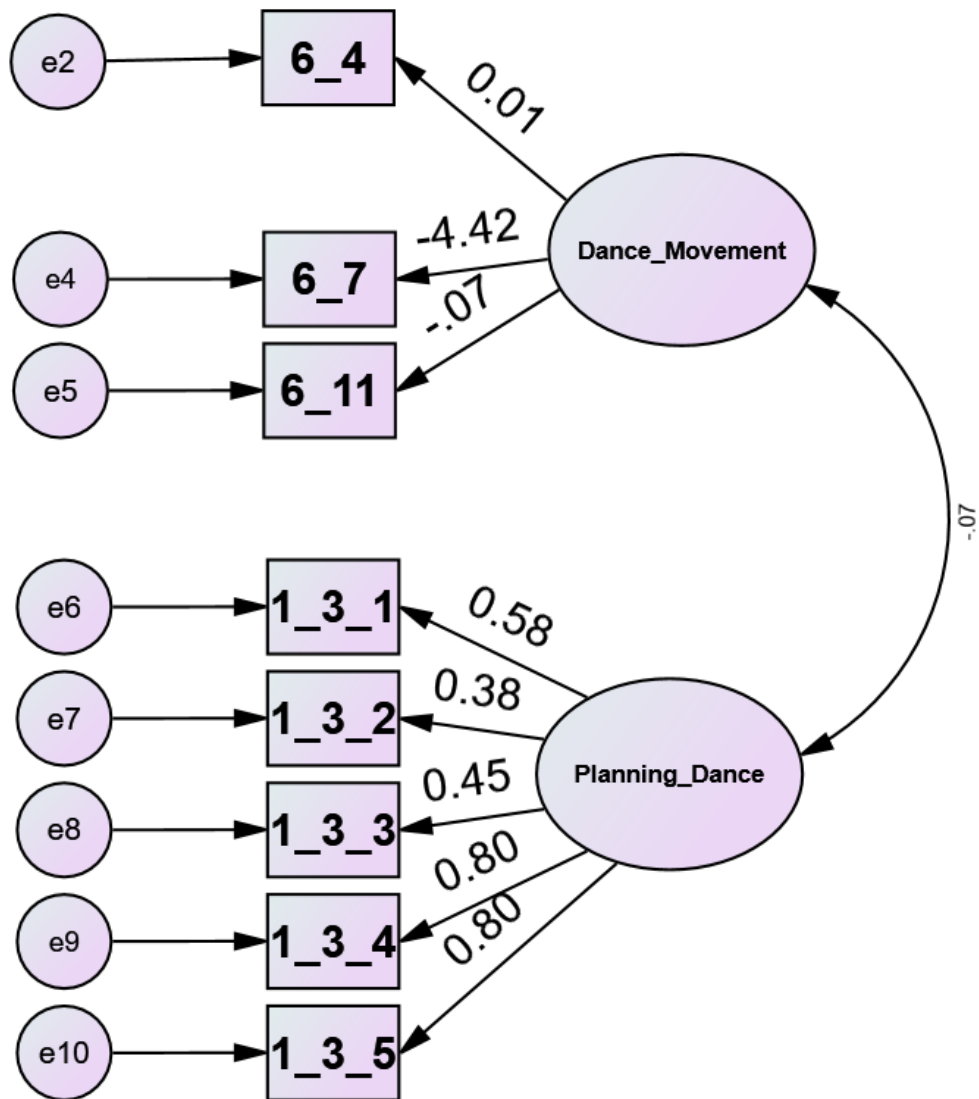 e2
6_4
0.01
Dance_Movement
e4
6_7
-4.42
e5
6_11
-.07
-.07
e6
1_3_1
0.58
e7
1_3_2
0.38
Planning_Dance
e8
1_3_3
0.45
e9
1_3_4
0.80
0.80
e10
1_3_5